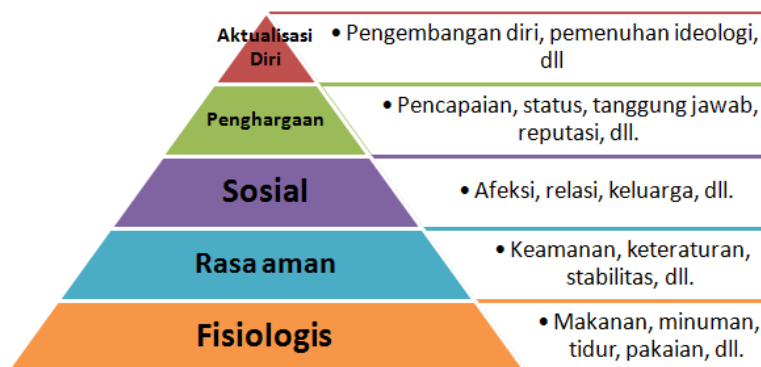 Aktualisasi
Diri
• Pengembangan diri, pemenuhan ideologi,
dll
Penghargaan
• Pencapaian, status, tanggung jawab,
reputasi, dll.
Sosial
• Afeksi, relasi, keluarga, dll.
Rasa aman
• Keamanan, keteraturan,
stabilitas, dll.
Fisiologis
• Makanan, minuman,
tidur, pakaian, dll.